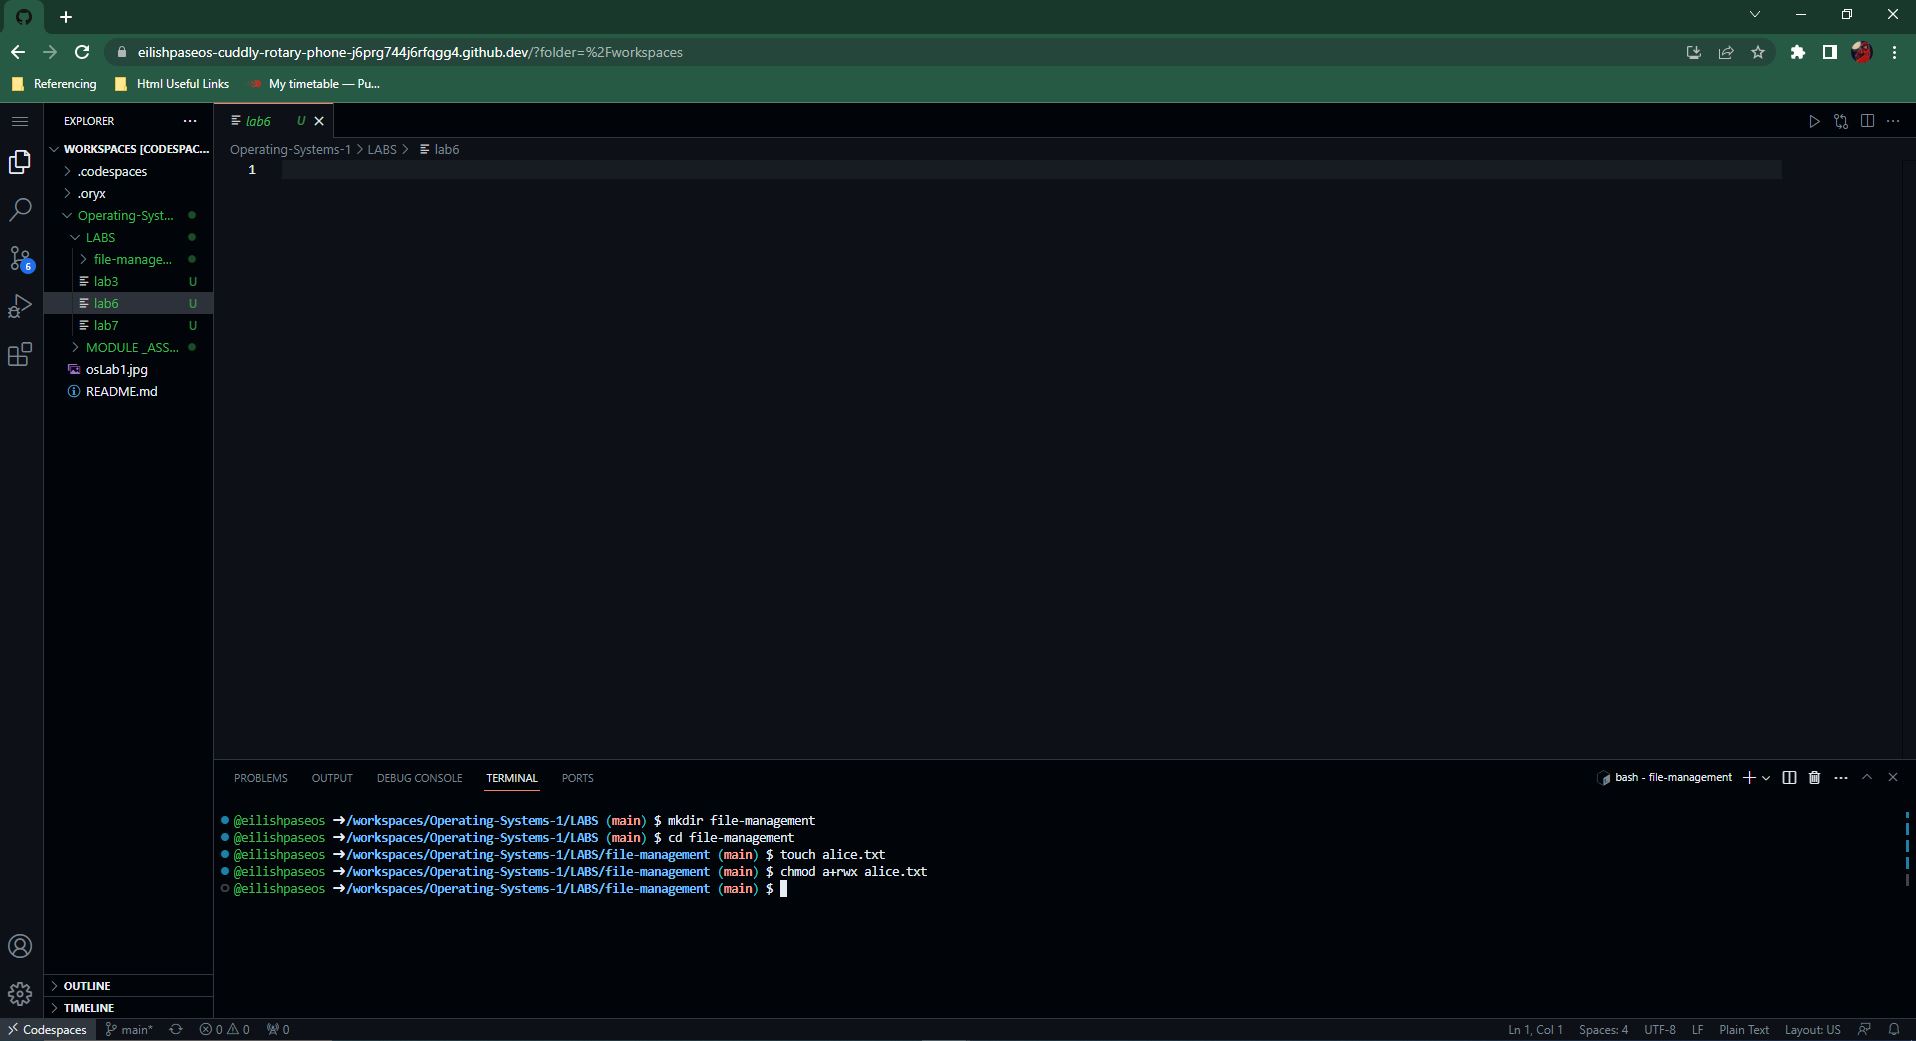 eilishpaseos-cuddly-rotary-phone-j6prg744j6rfqgg4.github.dev/?folder=%2Fworkspaces
Referencing Html Useful Links My timetable — Pu...
EXPLORER
lab6 U
WORKSPACES [CODESPAC...
Operating-Systems-1 > LABS > lab6
.codespaces
1
.oryx
Operating-Syst...
LABS
file-manage...
6
lab3 U
lab6 U
lab7 U
MODULE _ASS...
osLab1.jpg
README.md
PROBLEMS OUTPUT DEBUG CONSOLE TERMINAL PORTS
bash - file-management
@eilishpaseos ➜/workspaces/Operating-Systems-1/LABS (main) $ mkdir file-management
@eilishpaseos ➜/workspaces/Operating-Systems-1/LABS (main) $ cd file-management
@eilishpaseos ➜/workspaces/Operating-Systems-1/LABS/file-management (main) $ touch alice.txt
@eilishpaseos ➜/workspaces/Operating-Systems-1/LABS/file-management (main) $ chmod a+rwx alice.txt
@eilishpaseos ➜/workspaces/Operating-Systems-1/LABS/file-management (main) $
OUTLINE
TIMELINE
Codespaces main* 0 0 0
Ln 1, Col 1 Spaces: 4 UTF-8 LF Plain Text Layout: US